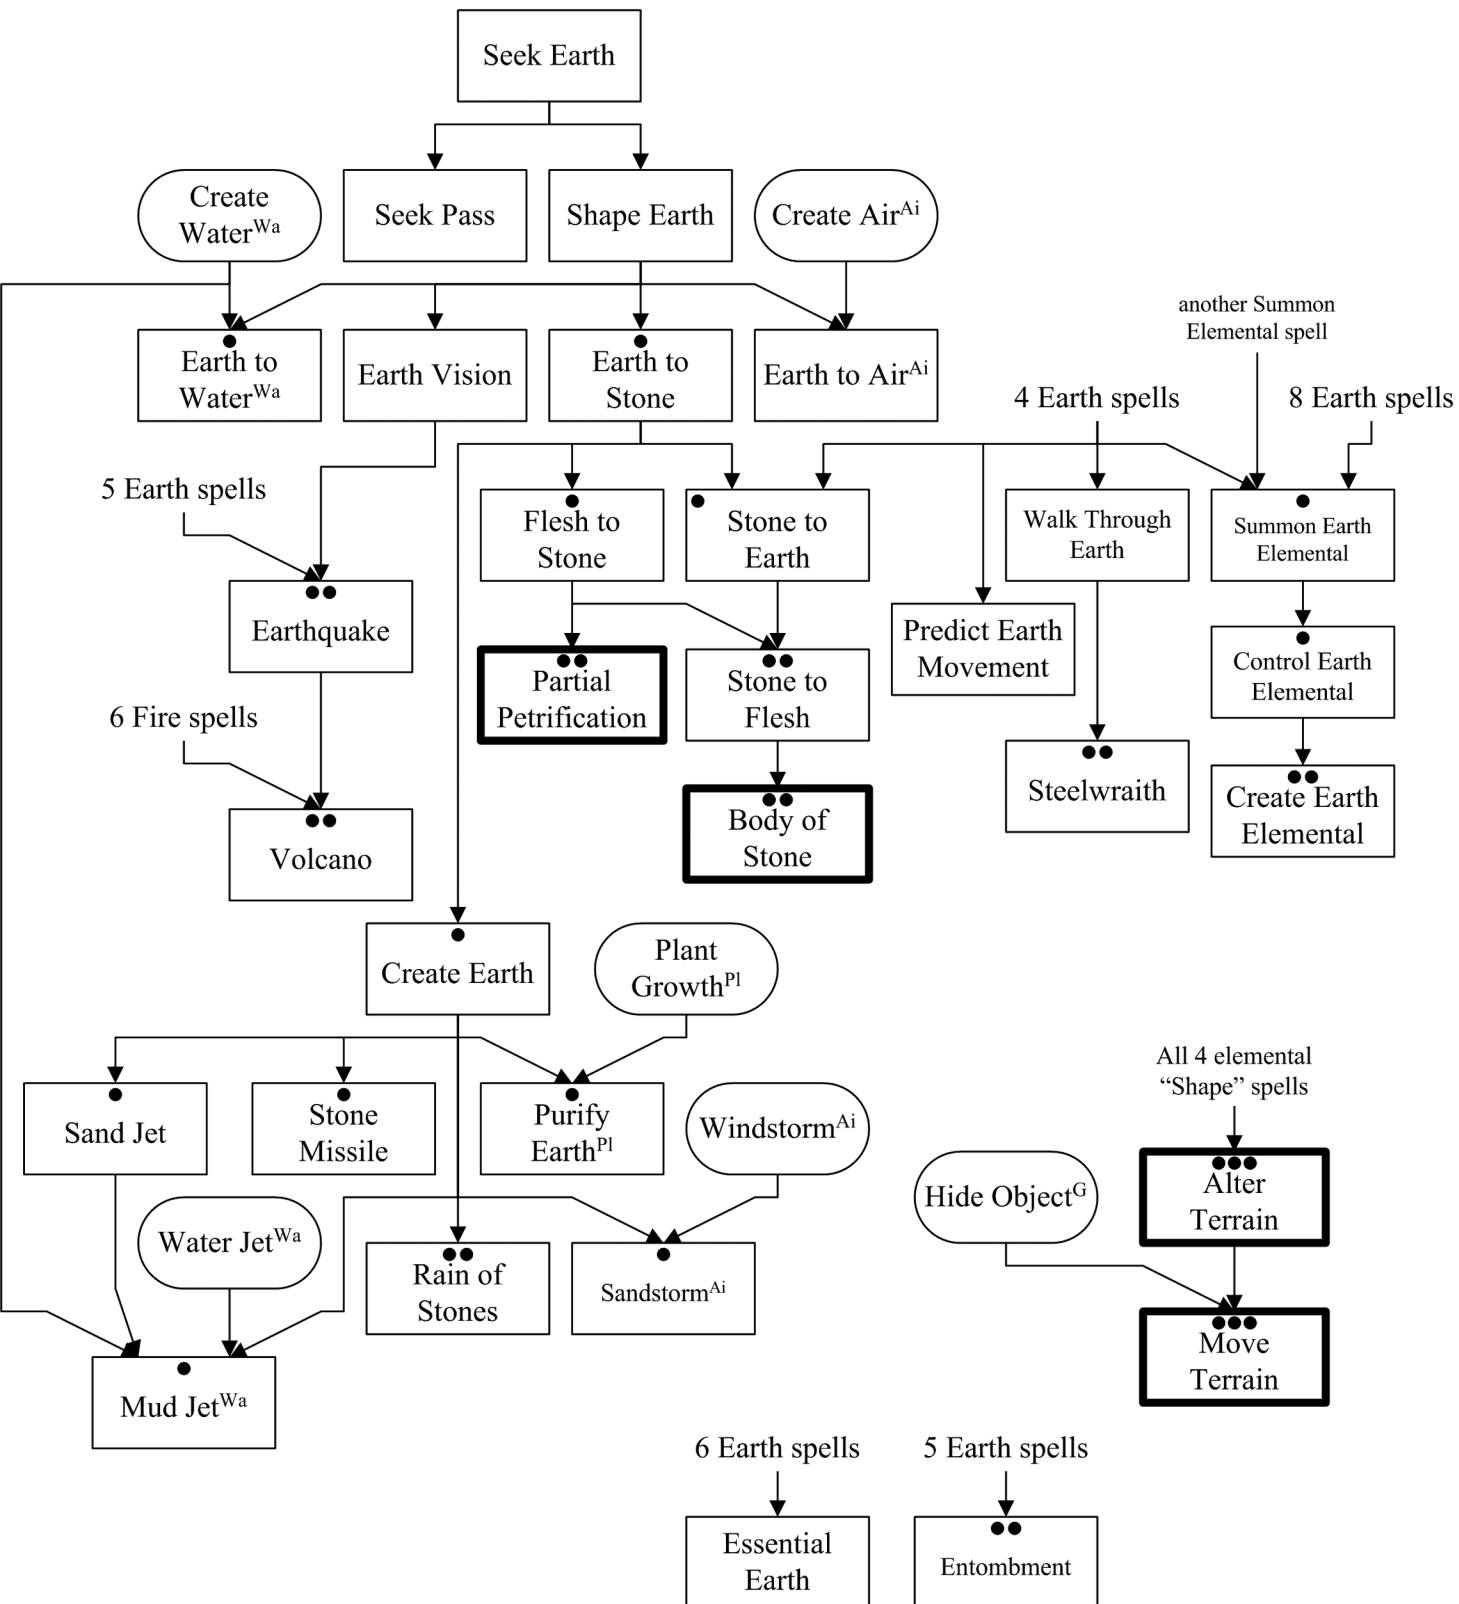 Seek Earth
Create
Water^Wa
Seek Pass
Shape Earth
Create Air^Ai
another Summon
Elemental spell
Earth to
Water^Wa
Earth Vision
Earth to
Stone
Earth to Air^Ai
4 Earth spells
8 Earth spells
5 Earth spells
Flesh to
Stone
Stone to
Earth
Walk Through
Earth
Summon Earth
Elemental
Earthquake
Predict Earth
Movement
Control Earth
Elemental
Partial
Petrification
Stone to
Flesh
6 Fire spells
Steelwraith
Create Earth
Elemental
Volcano
Body of
Stone
Create Earth
Plant
Growth^Pl
All 4 elemental
“Shape” spells
Sand Jet
Stone
Missile
Purify
Earth^Pl
Windstorm^Ai
Hide Object^G
Alter
Terrain
Water Jet^Wa
Rain of
Stones
Sandstorm^Ai
Move
Terrain
Mud Jet^Wa
6 Earth spells
5 Earth spells
Essential
Earth
Entombment